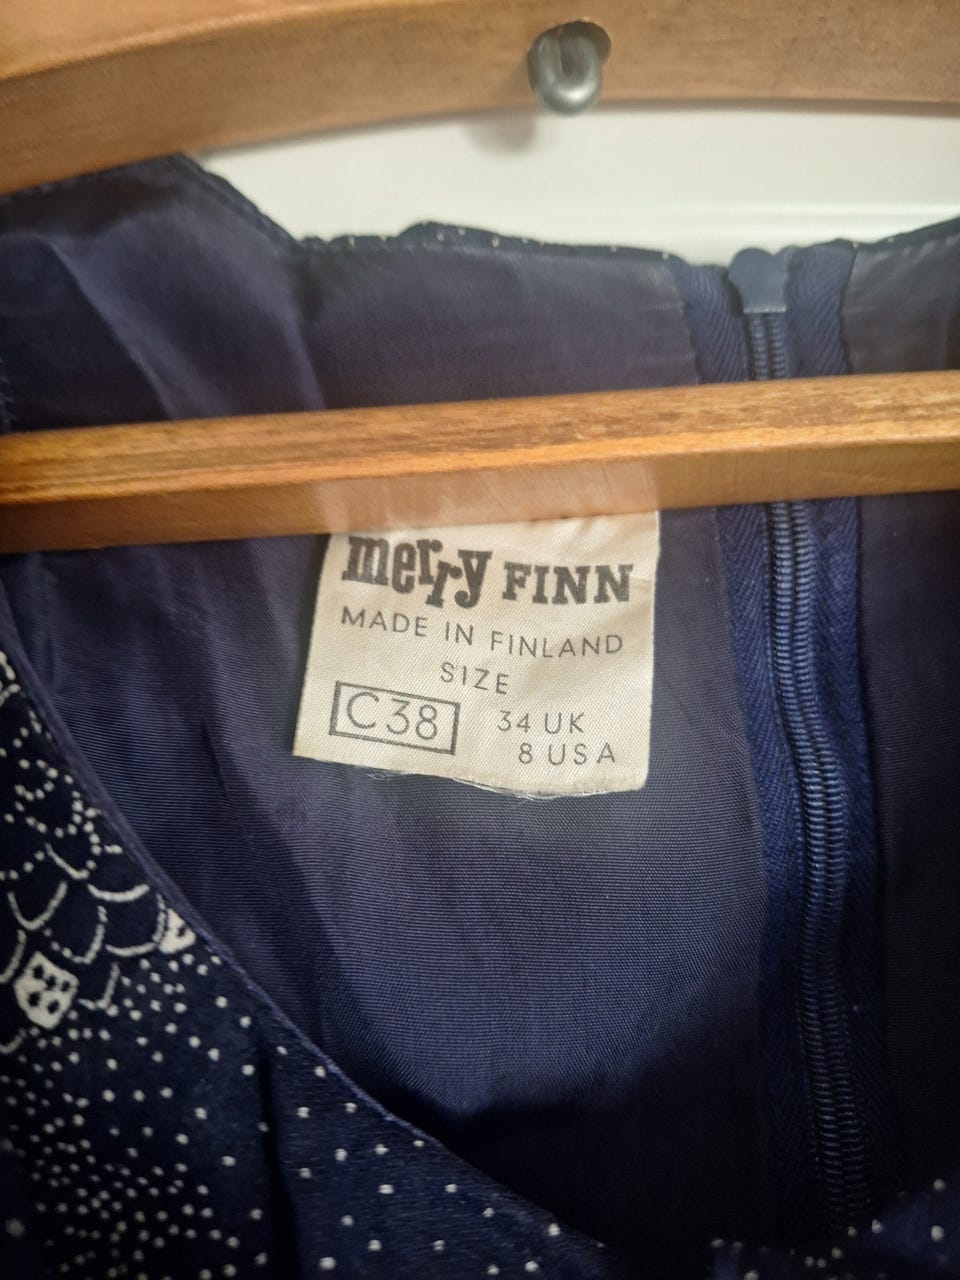 merry FINN
MADE IN FINLAND
SIZE
C38 34 UK
8 USA